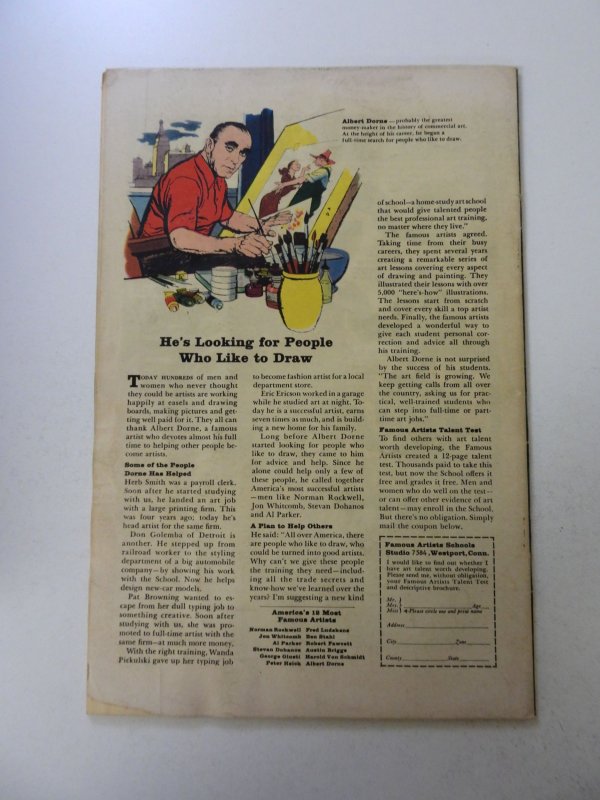 Albert Dorne—probably the greatest
money-maker in the history of commercial art.
At the height of his career, he began a
full-time search for people who like to draw.
He's Looking for People
Who Like to Draw
TODAY HUNDREDS of men and
women who never thought
they could be artists are working
happily at easels and drawing
boards, making pictures and get-
ting well paid for it. They all can
thank Albert Dorne, a famous
artist who devotes almost his full
time to helping other people be-
come artists.
Some of the People
Dorne Has Helped
Herb Smith was a payroll clerk.
Soon after he started studying
with us, he landed an art job
with a large printing firm. This
was four years ago; today he's
head artist for the same firm.
Don Golemba of Detroit is
another. He stepped up from
railroad worker to the styling
department of a big automobile
company—by showing his work
with the School. Now he helps
design new-car models.
Pat Browning wanted to es-
cape from her dull typing job to
something creative. Soon after
studying with us, she was pro-
moted to full-time artist with the
same firm—at much more money.
With the right training, Wanda
Pickulski gave up her typing job
to become fashion artist for a local
department store.
Eric Ericson worked in a garage
while he studied art at night. To-
day he is a successful artist, earns
seven times as much, and is build-
ing a new home for his family.
Long before Albert Dorne
started looking for people who
like to draw, they came to him
for advice and help. Since he
alone could help only a few of
these people, he called together
America's most successful artists
—men like Norman Rockwell,
Jon Whitcomb, Stevan Dohanos
and Al Parker.
A Plan to Help Others
He said: "All over America, there
are people who like to draw, who
could be turned into good artists.
Why can't we give these people
the training they need—includ-
ing all the trade secrets and
know-how we've learned over the
years? I'm suggesting a new kind
America's 12 Most
Famous Artists
Norman Rockwell Fred Ludekens
Jon Whitcomb Ben Stahl
Al Parker Robert Fawcett
Stevan Dohanos Austin Briggs
George Giusti Harold Von Schmidt
Peter Helck Albert Dorne
of school—a home-study art school
that would give talented people
the best professional art training,
no matter where they live."
The famous artists agreed.
Taking time from their busy
careers, they spent several years
creating a remarkable series of
art lessons covering every aspect
of drawing and painting. They
illustrated their lessons with over
5,000 "here's-how" illustrations.
The lessons start from scratch
and cover every skill a top artist
needs. Finally, the famous artists
developed a wonderful way to
give each student personal cor-
rection and advice all through
his training.
Albert Dorne is not surprised
by the success of his students.
"The art field is growing. We
keep getting calls from all over
the country, asking us for prac-
tical, well-trained students who
can step into full-time or part-
time art jobs."
Famous Artists Talent Test
To find others with art talent
worth developing, the Famous
Artists created a 12-page talent
test. Thousands paid to take this
test, but now the School offers it
free and grades it free. Men and
women who do well on the test—
or can offer other evidence of art
talent—may enroll in the School.
But there's no obligation. Simply
mail the coupon below.
Famous Artists Schools
Studio 7584, Westport, Conn.
I would like to find out whether I
have art talent worth developing.
Please send me, without obligation,
your Famous Artists Talent Test
and descriptive brochure.
Mr.
Mrs. Age
Miss (Please circle one and print name)
Address
City Zone
County State